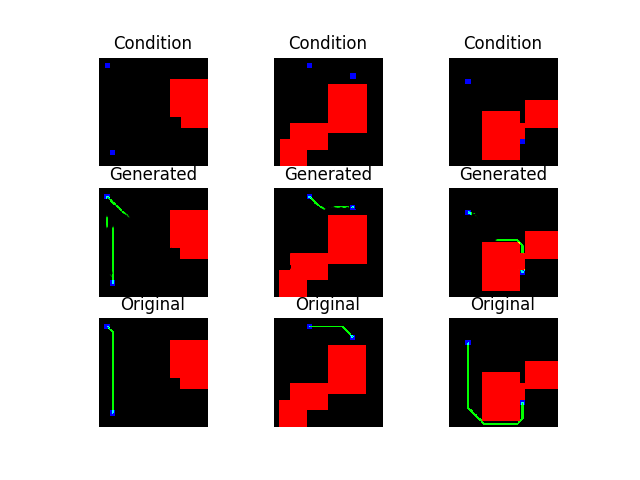 Condition Condition Condition
Generated Generated Generated
Original Original Original